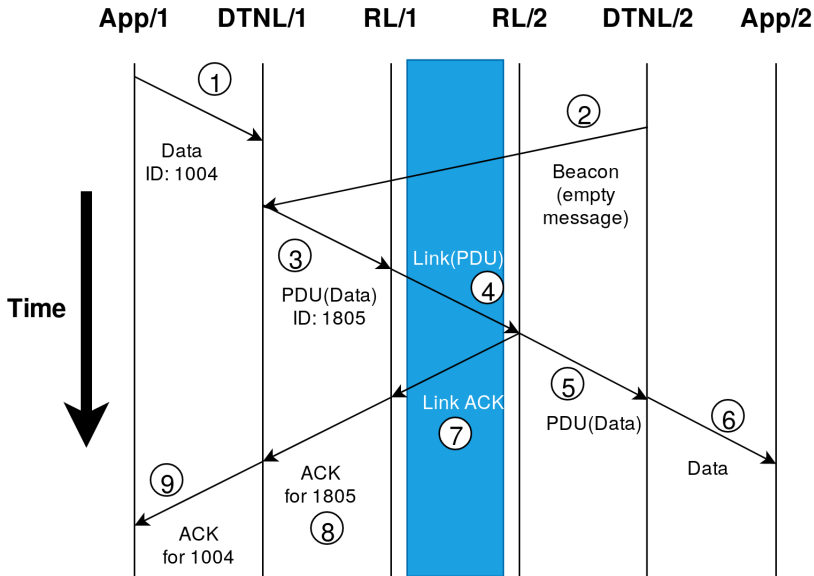 App/1 DTNL/1 RL/1 RL/2 DTNL/2 App/2
1
2
Data
ID: 1004
Beacon
(empty
message)
3
Link(PDU)
4
PDU(Data)
ID: 1805
Time
5
Link ACK
7
PDU(Data)
6
Data
9
ACK
for 1805
8
ACK
for 1004